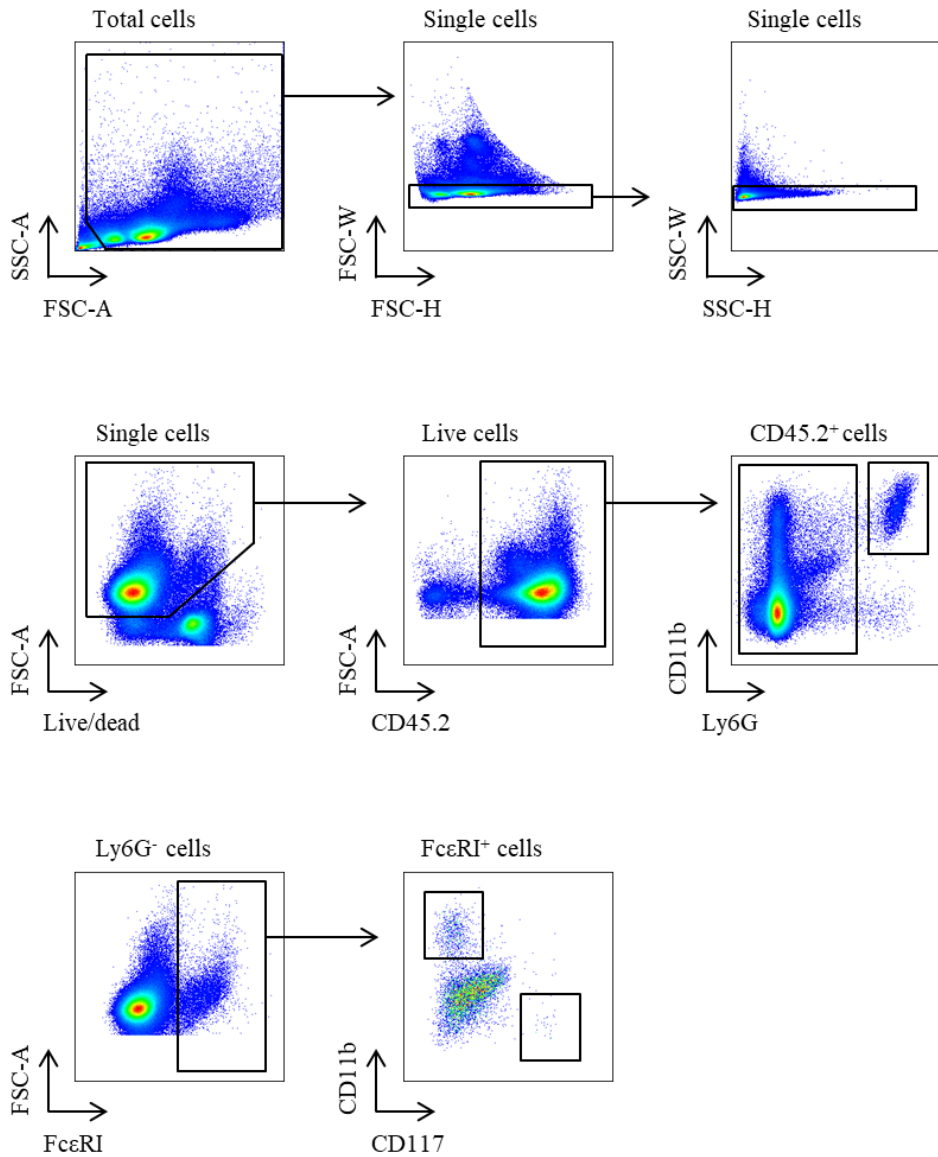 Total cells
Single cells
Single cells
SSC-A
FSC-A
FSC-W
FSC-H
SSC-W
SSC-H
Single cells
Live cells
CD45.2⁺ cells
FSC-A
Live/dead
FSC-A
CD45.2
CD11b
Ly6G
Ly6G⁻ cells
FcεRI⁺ cells
FSC-A
FcεRI
CD11b
CD117